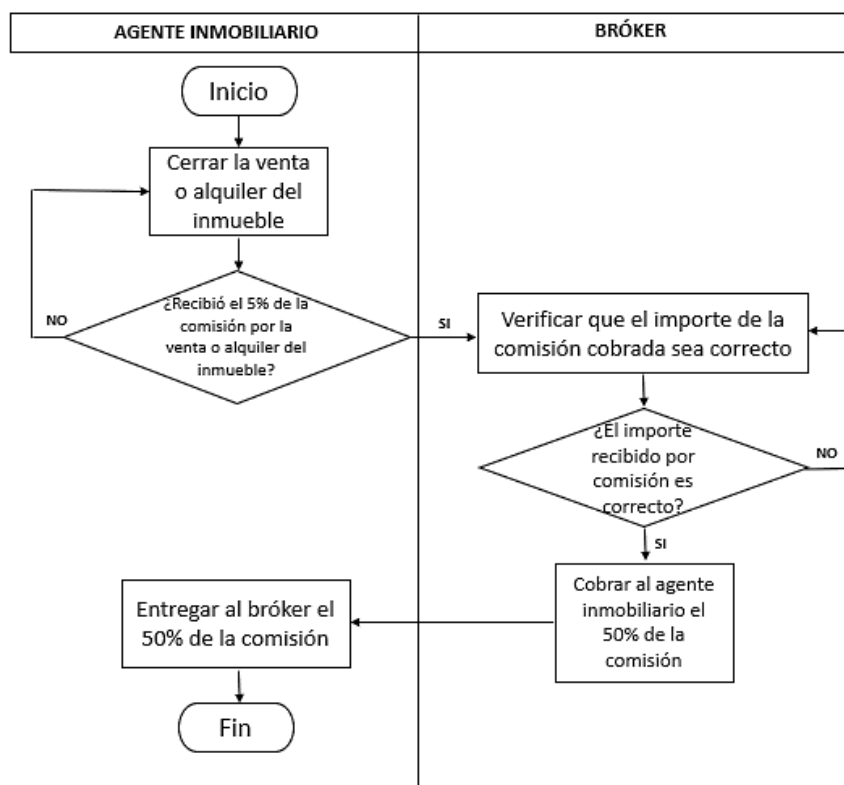 AGENTE INMOBILIARIO
BRÓKER
Inicio
Cerrar la venta
o alquiler del
inmueble
¿Recibió el 5% de la
comisión por la
venta o alquiler del
inmueble?
NO
SI
Verificar que el importe de la
comisión cobrada sea correcto
¿El importe
recibido por
comisión es
correcto?
NO
SI
Cobrar al agente
inmobiliario el
50% de la
comisión
Entregar al bróker el
50% de la comisión
Fin